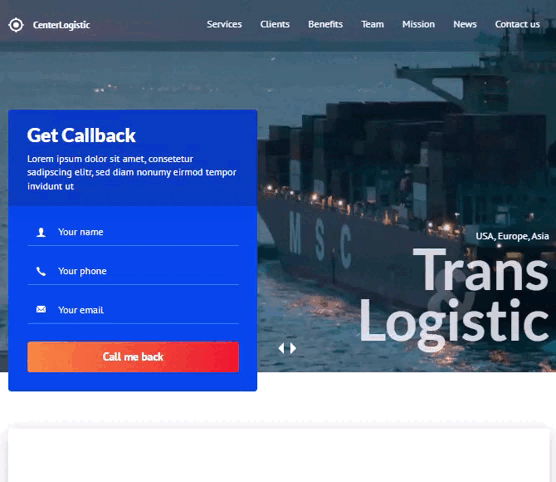 CenterLogistic
Services Clients Benefits Team Mission News Contact us
Get Callback
Lorem ipsum dolor sit amet, consetetur
sadipscing elitr, sed diam nonumy eirmod tempor
invidunt ut
Your name
Your phone
Your email
Call me back
MSC
USA, Europe, Asia
Trans
&
Logistic